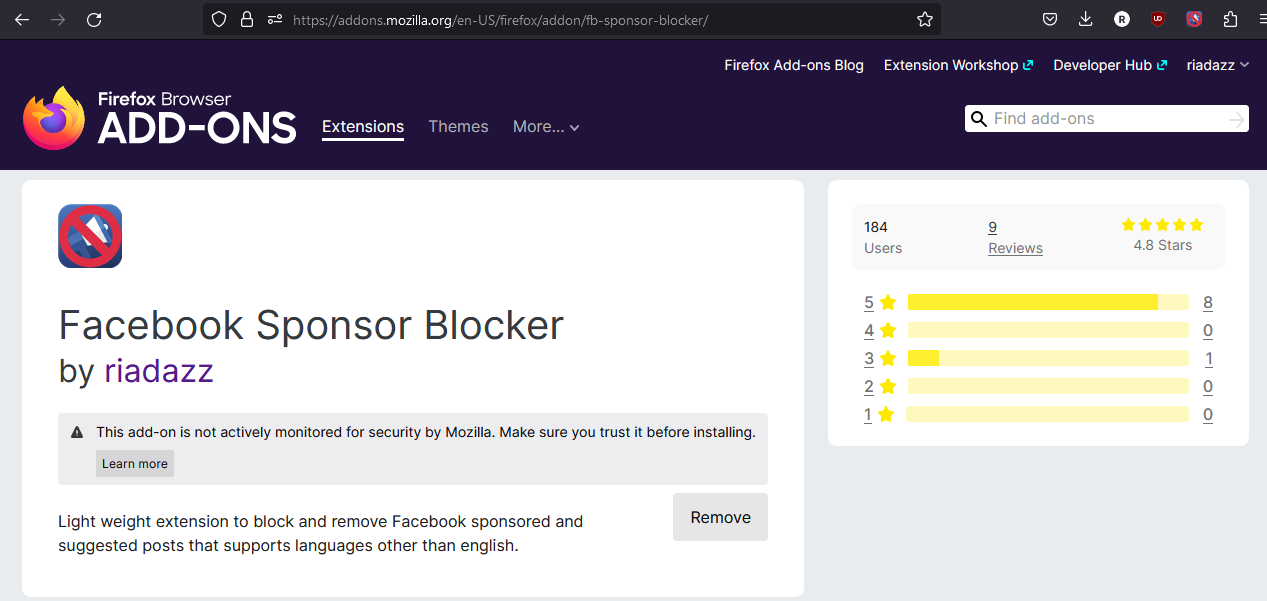 https://addons.mozilla.org/en-US/firefox/addon/fb-sponsor-blocker/
R
UD
Firefox Add-ons Blog
Extension Workshop
Developer Hub
riadazz
Firefox Browser
ADD-ONS
Extensions
Themes
More...
Find add-ons
Facebook Sponsor Blocker
by riadazz
This add-on is not actively monitored for security by Mozilla. Make sure you trust it before installing.
Learn more
Light weight extension to block and remove Facebook sponsored and
suggested posts that supports languages other than english.
Remove
184
Users
9
Reviews
4.8 Stars
5 8
4 0
3 1
2 0
1 0